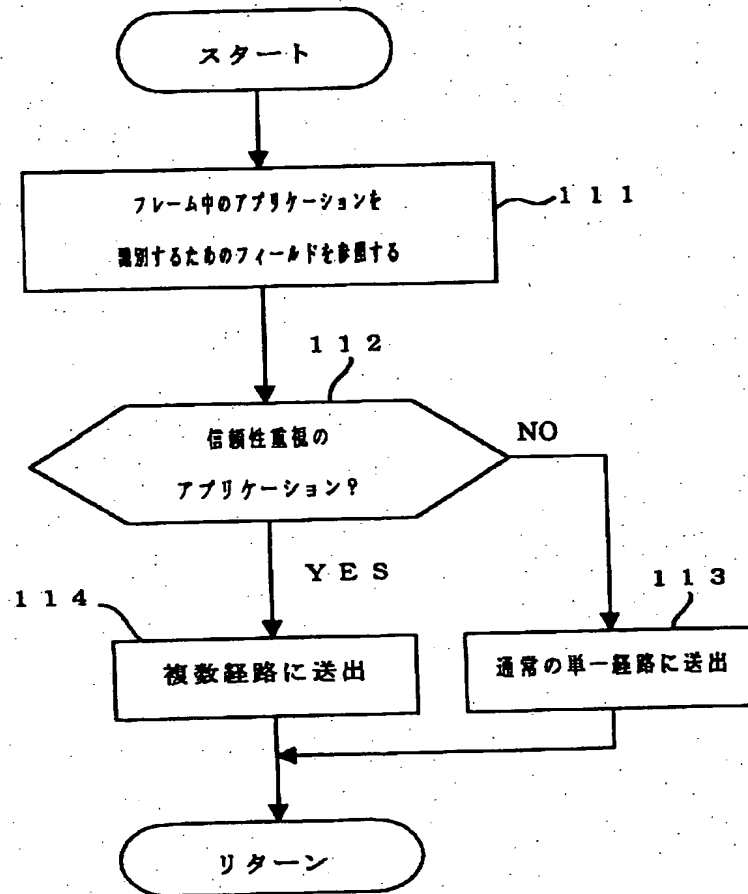 スタート
フレーム中のアプリケーションを
識別するためのフィールドを参照する
111
112
信頼性重視の
アプリケーション?
NO
YES
113
114
複数経路に送出
通常の単一経路に送出
リターン